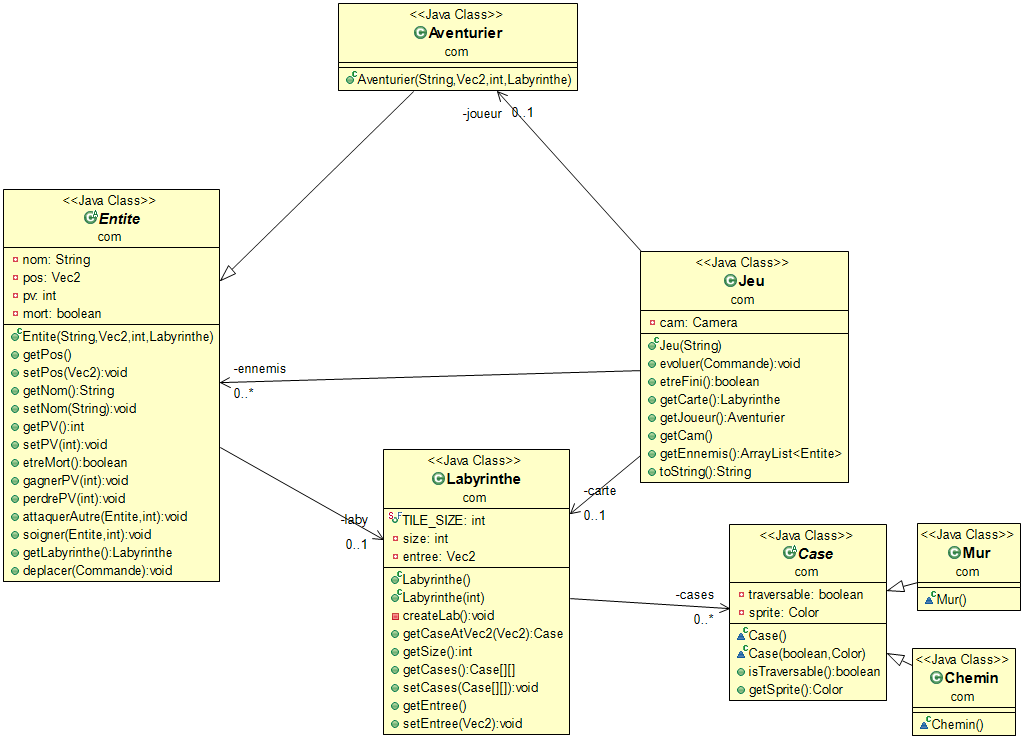 <<Java Class>>
Aventurier
com
Aventurier(String,Vec2,int,Labyrinthe)
-joueur 0..1
<<Java Class>>
Entite
com
nom: String
pos: Vec2
pv: int
mort: boolean
Entite(String,Vec2,int,Labyrinthe)
getPos()
setPos(Vec2):void
getNom():String
setNom(String):void
getPV():int
setPV(int):void
etreMort():boolean
gagnerPV(int):void
perdrePV(int):void
attaquerAutre(Entite,int):void
soigner(Entite,int):void
getLabyrinthe():Labyrinthe
deplacer(Commande):void
<<Java Class>>
Jeu
com
cam: Camera
Jeu(String)
evoluer(Commande):void
etreFini():boolean
getCarte():Labyrinthe
getJoueur():Aventurier
getCam()
getEnnemis():ArrayList<Entite>
toString():String
-ennemis
0..*
-laby
0..1
-carte
0..1
<<Java Class>>
Labyrinthe
com
TILE_SIZE: int
size: int
entree: Vec2
Labyrinthe()
Labyrinthe(int)
createLab():void
getCaseAtVec2(Vec2):Case
getSize():int
getCases():Case[][]
setCases(Case[][]):void
getEntree()
setEntree(Vec2):void
-cases
0..*
<<Java Class>>
Case
com
traversable: boolean
sprite: Color
Case()
Case(boolean,Color)
isTraversable():boolean
getSprite():Color
<<Java Class>>
Mur
com
Mur()
<<Java Class>>
Chemin
com
Chemin()